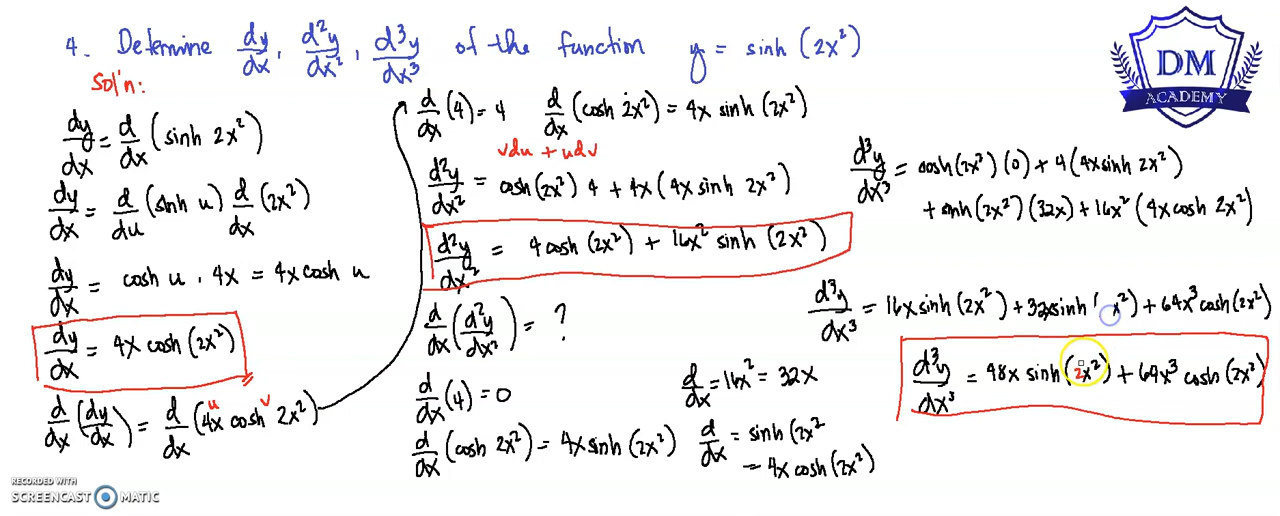 4. Determine dy/dx, d²y/dx², d³y/dx³ of the function y = sinh (2x²)
Sol'n:
dy/dx = d/dx (sinh 2x²)
dy/dx = d/du (sinh u) d/dx (2x²)
dy/dx = cosh u . 4x = 4x cosh u
dy/dx = 4x cosh (2x²)
u v
d/dx (dy/dx) = d/dx (4x cosh 2x²)
d/dx (4) = 4 d/dx (cosh 2x²) = 4x sinh (2x²)
vdu + udv
d²y/dx² = cosh (2x²) 4 + 4x (4x sinh 2x²)
d²y/dx² = 4 cosh (2x²) + 16x² sinh (2x²)
d/dx (d²y/dx²) = ?
d/dx (4) = 0
d/dx (cosh 2x²) = 4x sinh (2x²)
d/dx = 16x² = 32x
d/dx = sinh (2x²
= 4x cosh (2x²)
d³y/dx³ = cosh (2x²) (0) + 4 (4x sinh 2x²)
+ sinh (2x²) (32x) + 16x² (4x cosh 2x²)
d³y/dx³ = 16x sinh (2x²) + 32x sinh ( x²) + 64x³ cosh (2x²)
d³y/dx³ = 48x sinh (2x²) + 64x³ cosh (2x²)
DM
ACADEMY
RECORDED WITH
SCREENCAST MATIC